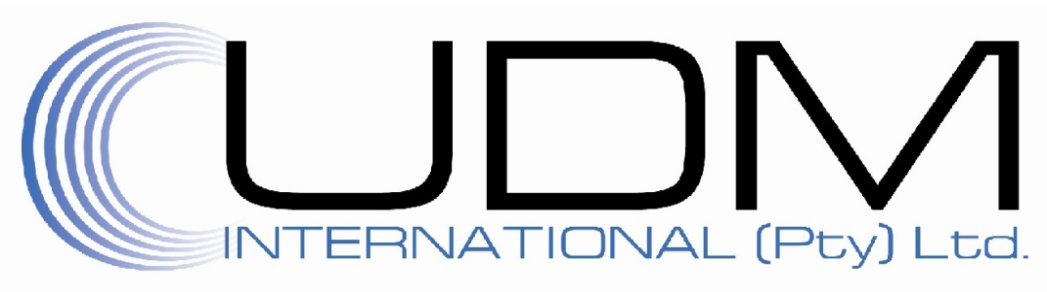 UDM
INTERNATIONAL (Pty) Ltd.